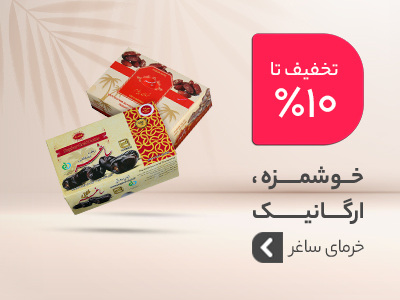 تخفیف تا
%۱۰
خوشمزه،
ارگانیک
خرمای ساغر